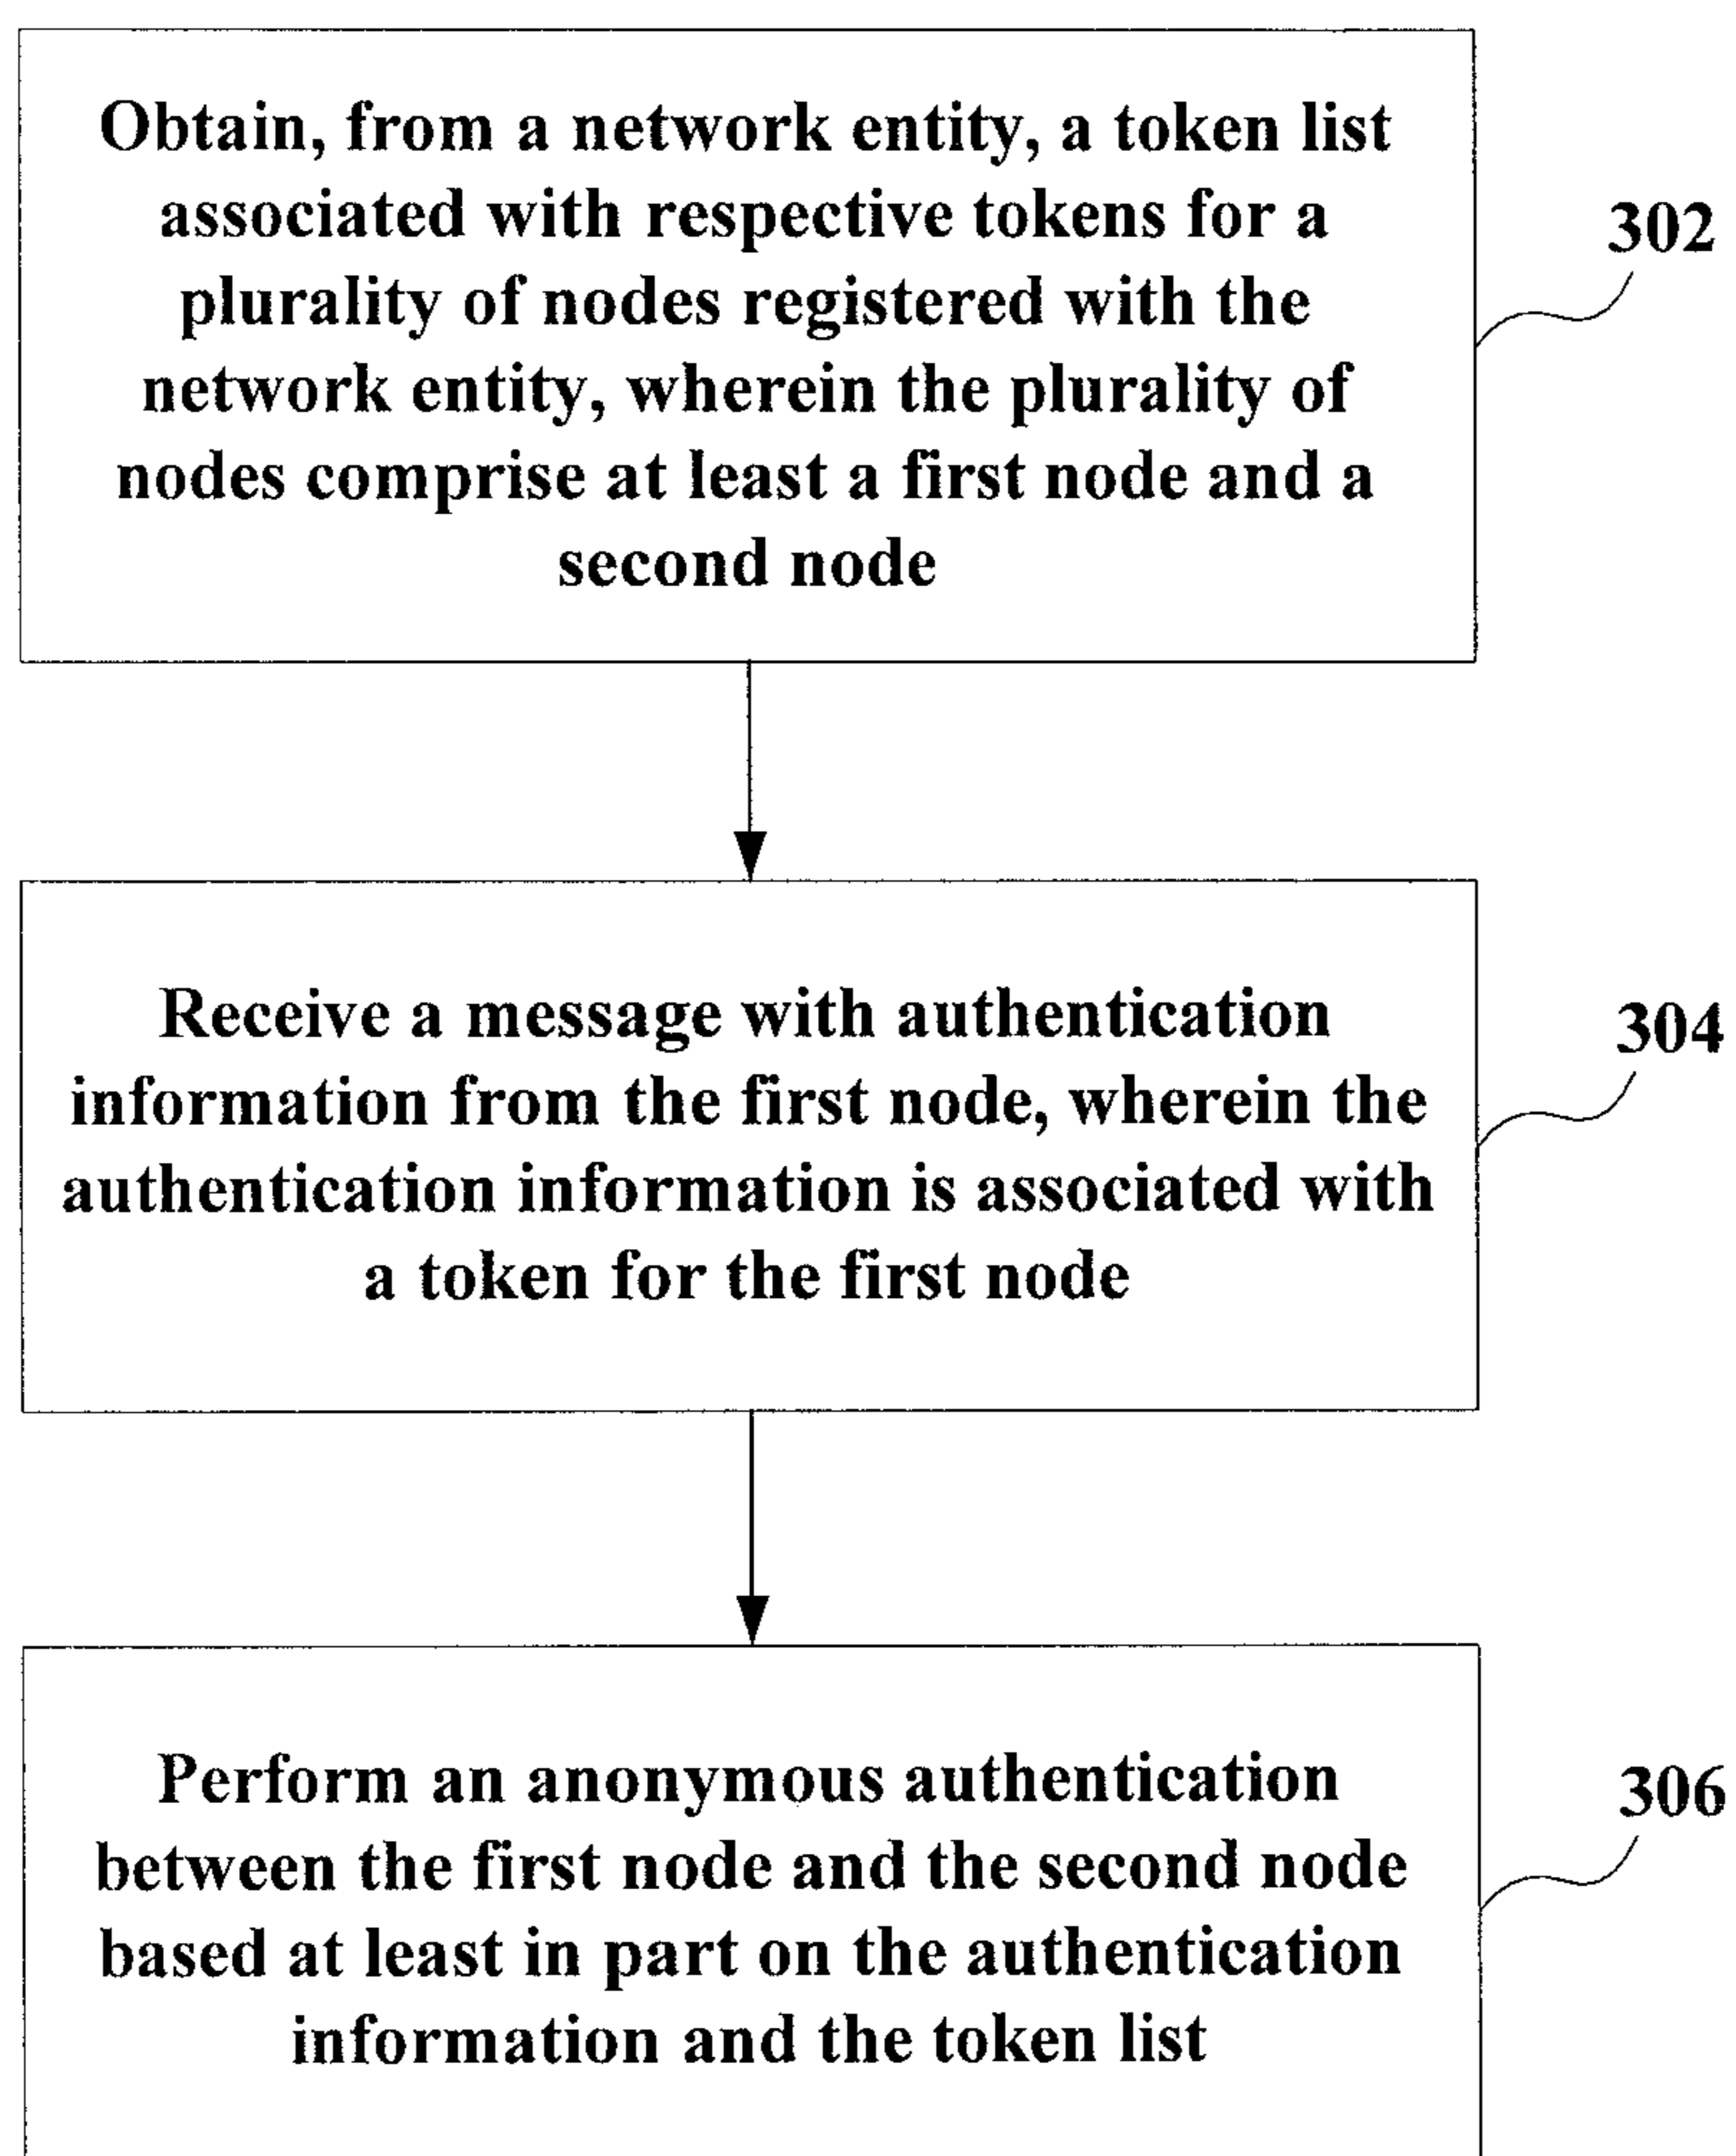 Obtain, from a network entity, a token list
associated with respective tokens for a
plurality of nodes registered with the
network entity, wherein the plurality of
nodes comprise at least a first node and a
second node
302
Receive a message with authentication
information from the first node, wherein the
authentication information is associated with
a token for the first node
304
Perform an anonymous authentication
between the first node and the second node
based at least in part on the authentication
information and the token list
306